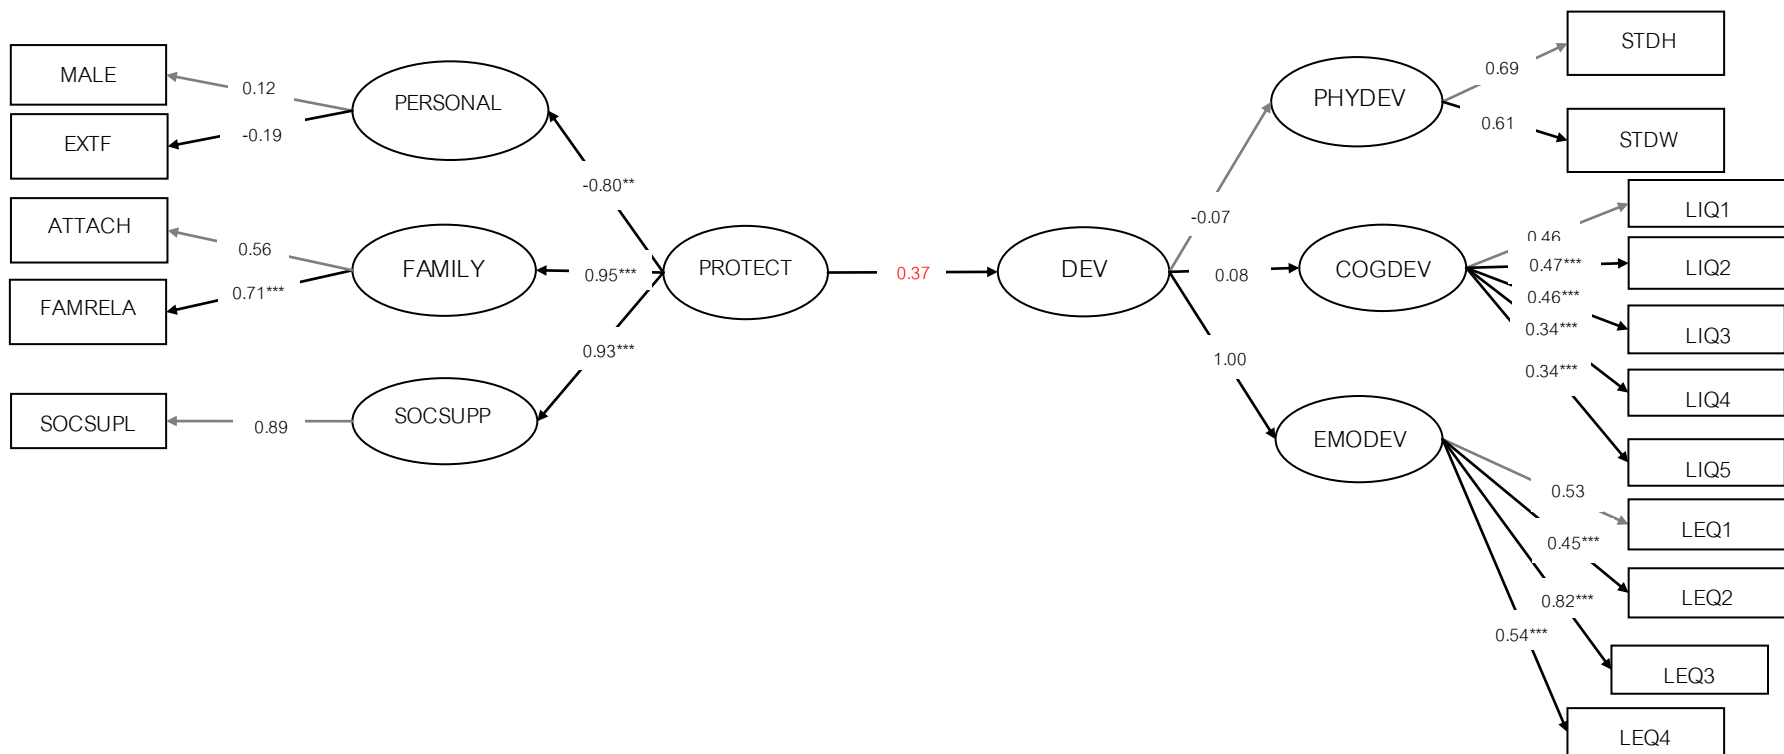 MALE
EXTF
ATTACH
FAMRELA
SOCSUPL
0.12
-0.19
0.56
0.71***
0.89
PERSONAL
FAMILY
SOCSUPP
-0.80**
0.95***
0.93***
PROTECT
0.37
DEV
-0.07
0.08
1.00
PHYDEV
COGDEV
EMODEV
0.69
0.61
0.46
0.47***
0.46***
0.34***
0.34***
0.53
0.45***
0.82***
0.54***
STDH
STDW
LIQ1
LIQ2
LIQ3
LIQ4
LIQ5
LEQ1
LEQ2
LEQ3
LEQ4